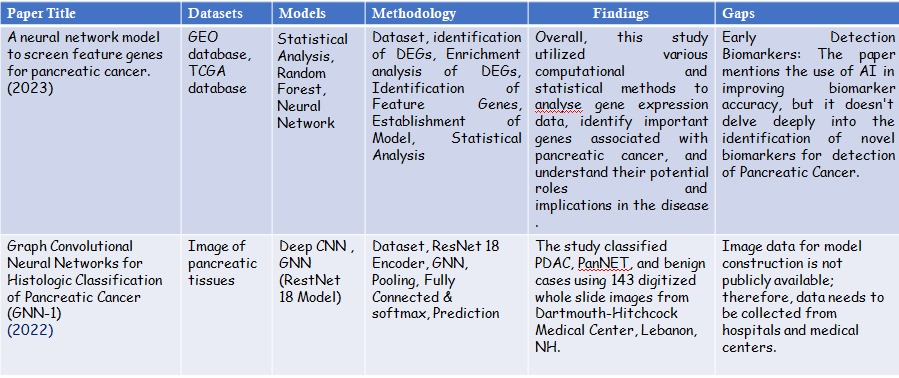 Paper Title
Datasets
Models
Methodology
Findings
Gaps
A neural network model
to screen feature genes
for pancreatic cancer.
(2023)
GEO
database,
TCGA
database
Statistical
Analysis,
Random
Forest,
Neural
Network
Dataset, identification
of DEGs, Enrichment
analysis of DEGs,
Identification of
Feature Genes,
Establishment of
Model, Statistical
Analysis
Overall, this study
utilized various
computational and
statistical methods to
analyse gene expression
data, identify important
genes associated with
pancreatic cancer, and
understand their potential
roles and
implications in the disease
.
Early Detection
Biomarkers: The paper
mentions the use of AI in
improving biomarker
accuracy, but it doesn't
delve deeply into the
identification of novel
biomarkers for detection
of Pancreatic Cancer.
Graph Convolutional
Neural Networks for
Histologic Classification
of Pancreatic Cancer
(GNN-1)
(2022)
Image of
pancreatic
tissues
Deep CNN ,
GNN
(RestNet
18 Model)
Dataset, ResNet 18
Encoder, GNN,
Pooling, Fully
Connected &
softmax, Prediction
The study classified
PDAC, PanNET, and benign
cases using 143 digitized
whole slide images from
Dartmouth-Hitchcock
Medical Center, Lebanon,
NH.
Image data for model
construction is not
publicly available;
therefore, data needs to
be collected from
hospitals and medical
centers.